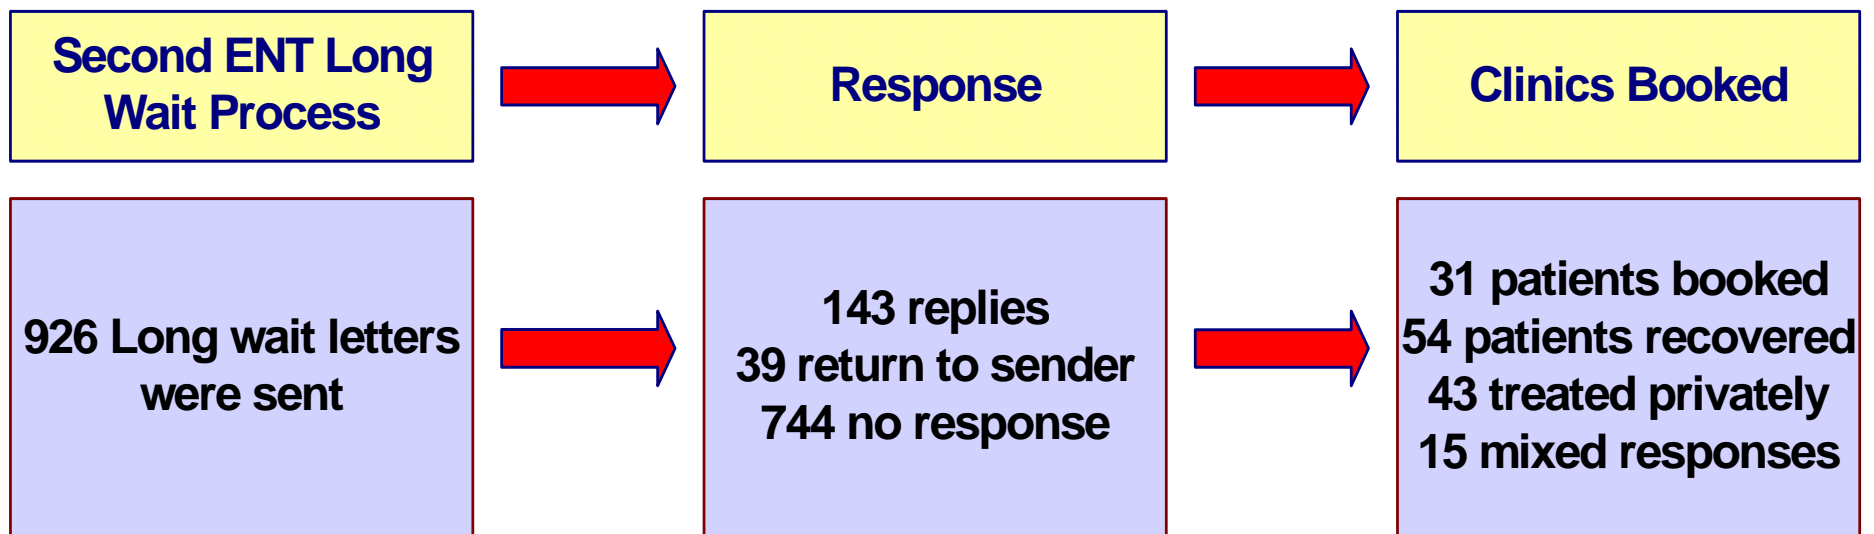 Second ENT Long
Wait Process
Response
Clinics Booked
926 Long wait letters
were sent
143 replies
39 return to sender
744 no response
31 patients booked
54 patients recovered
43 treated privately
15 mixed responses